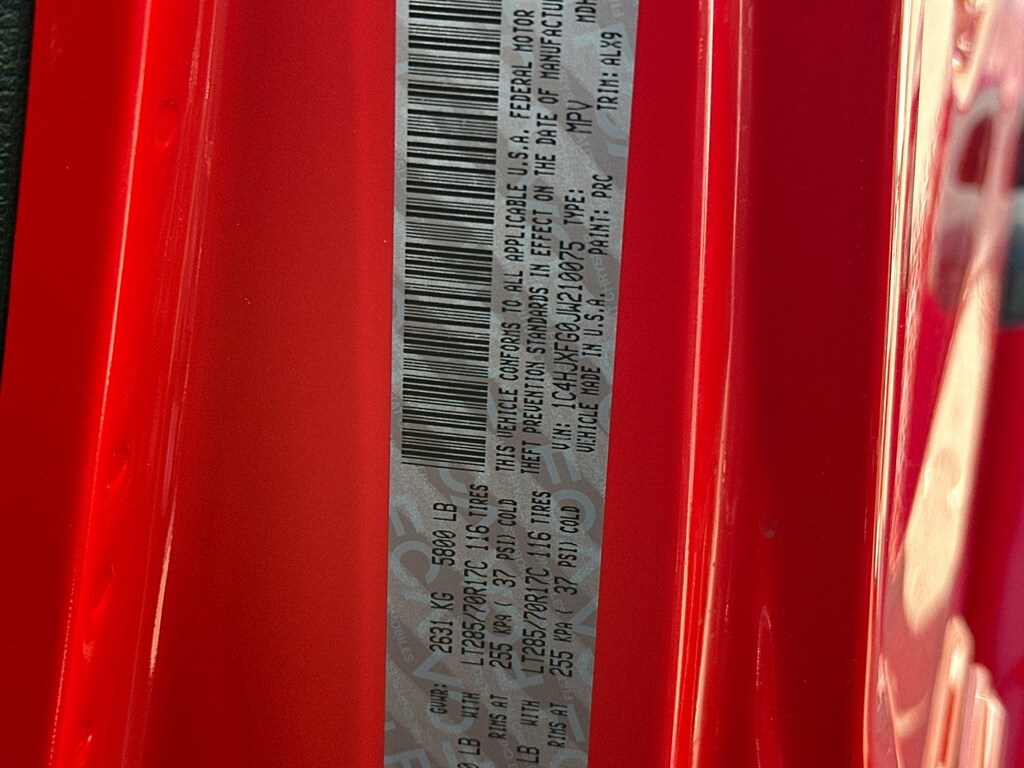 GVWR: 2631 KG 5800 LB
LB WITH LT285/70R17C 116 TIRES
RIMS AT 255 KPA ( 37 PSI) COLD
LB WITH LT285/70R17C 116 TIRES
RIMS AT 255 KPA ( 37 PSI) COLD
THIS VEHICLE CONFORMS TO ALL APPLICABLE U.S.A. FEDERAL MOTOR
THEFT PREVENTION STANDARDS IN EFFECT ON THE DATE OF
VIN: 1C4HJXFG0JW210075 TYPE: MPV
VEHICLE MADE IN U.S.A. PAINT: PRC TRIM: ALX9